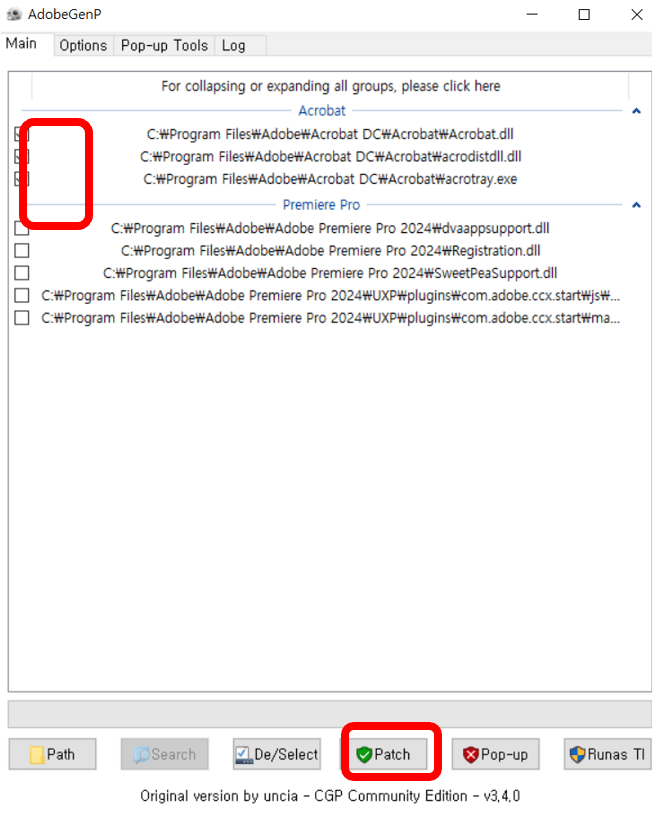 AdobeGenP
Main Options Pop-up Tools Log
For collapsing or expanding all groups, please click here
Acrobat
C:₩Program Files₩Adobe₩Acrobat DC₩Acrobat₩Acrobat.dll
C:₩Program Files₩Adobe₩Acrobat DC₩Acrobat₩acrodistdll.dll
C:₩Program Files₩Adobe₩Acrobat DC₩Acrobat₩acrotray.exe
Premiere Pro
C:₩Program Files₩Adobe₩Adobe Premiere Pro 2024₩dvaappsupport.dll
C:₩Program Files₩Adobe₩Adobe Premiere Pro 2024₩Registration.dll
C:₩Program Files₩Adobe₩Adobe Premiere Pro 2024₩SweetPeaSupport.dll
C:₩Program Files₩Adobe₩Adobe Premiere Pro 2024₩UXP₩plugins₩com.adobe.ccx.start₩js₩...
C:₩Program Files₩Adobe₩Adobe Premiere Pro 2024₩UXP₩plugins₩com.adobe.ccx.start₩ma...
Path Search De/Select Patch Pop-up Runas TI
Original version by uncia - CGP Community Edition - v3.4.0